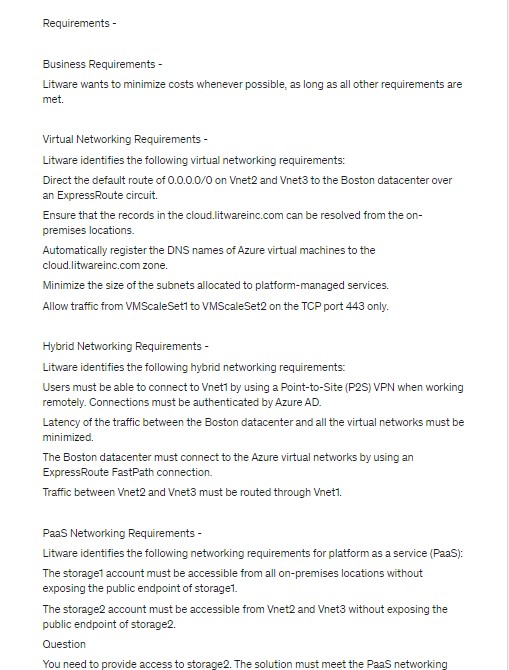 Requirements -
Business Requirements -
Litware wants to minimize costs whenever possible, as long as all other requirements are
met.
Virtual Networking Requirements -
Litware identifies the following virtual networking requirements:
Direct the default route of 0.0.0.0/0 on Vnet2 and Vnet3 to the Boston datacenter over
an ExpressRoute circuit.
Ensure that the records in the cloud.litwareinc.com can be resolved from the on-
premises locations.
Automatically register the DNS names of Azure virtual machines to the
cloud.litwareinc.com zone.
Minimize the size of the subnets allocated to platform-managed services.
Allow traffic from VMScaleSet1 to VMScaleSet2 on the TCP port 443 only.
Hybrid Networking Requirements -
Litware identifies the following hybrid networking requirements:
Users must be able to connect to Vnet1 by using a Point-to-Site (P2S) VPN when working
remotely. Connections must be authenticated by Azure AD.
Latency of the traffic between the Boston datacenter and all the virtual networks must be
minimized.
The Boston datacenter must connect to the Azure virtual networks by using an
ExpressRoute FastPath connection.
Traffic between Vnet2 and Vnet3 must be routed through Vnet1.
PaaS Networking Requirements -
Litware identifies the following networking requirements for platform as a service (PaaS):
The storage1 account must be accessible from all on-premises locations without
exposing the public endpoint of storage1.
The storage2 account must be accessible from Vnet2 and Vnet3 without exposing the
public endpoint of storage2.
Question
You need to provide access to storage2. The solution must meet the PaaS networking